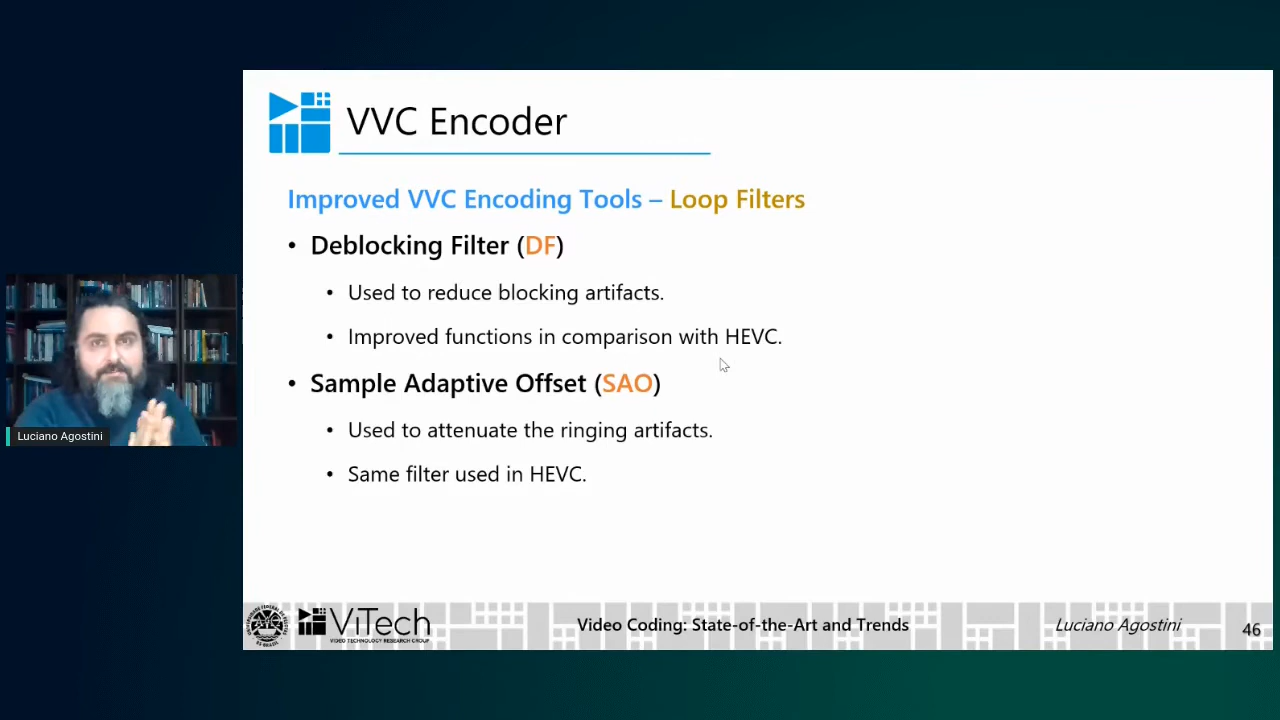 VVC Encoder
Improved VVC Encoding Tools – Loop Filters
• Deblocking Filter (DF)
• Used to reduce blocking artifacts.
• Improved functions in comparison with HEVC.
• Sample Adaptive Offset (SAO)
• Used to attenuate the ringing artifacts.
• Same filter used in HEVC.
Luciano Agostini
ViTech
VIDEO TECHNOLOGY RESEARCH GROUP
Video Coding: State-of-the-Art and Trends
Luciano Agostini
46